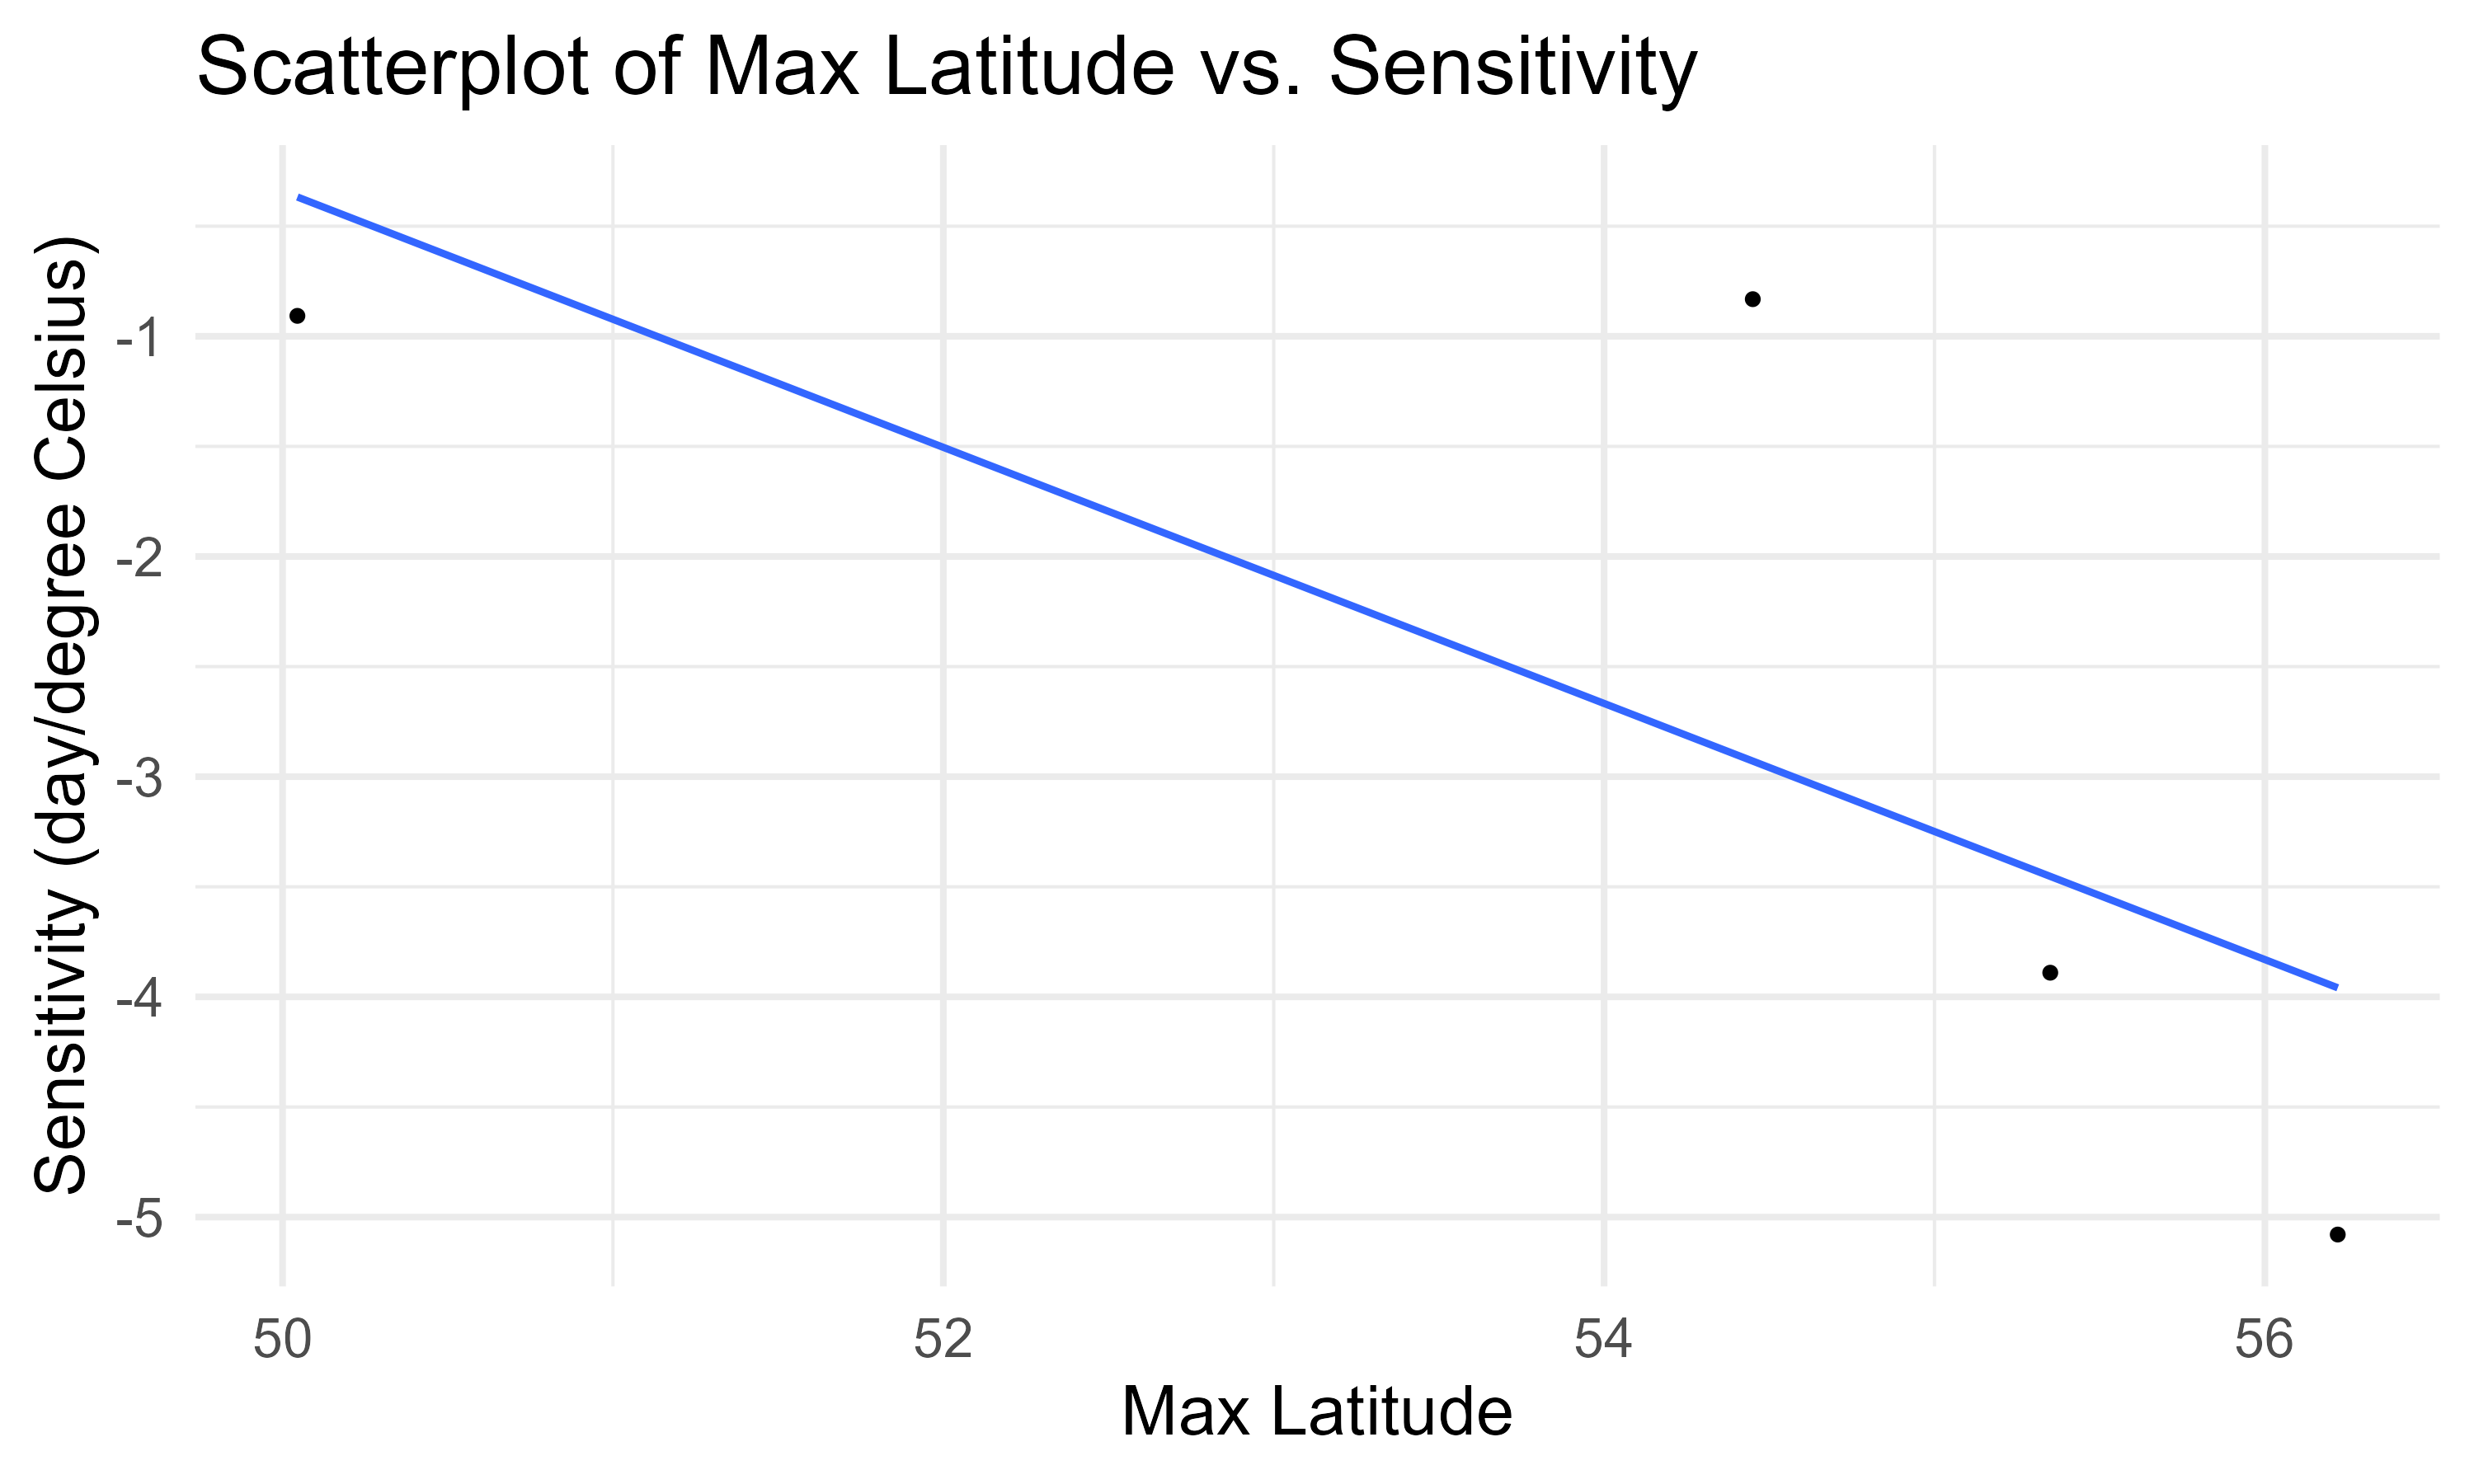 Scatterplot of Max Latitude vs. Sensitivity
Sensitivity (day/degree Celsius)
-1
-2
-3
-4
-5
50 52 54 56
Max Latitude